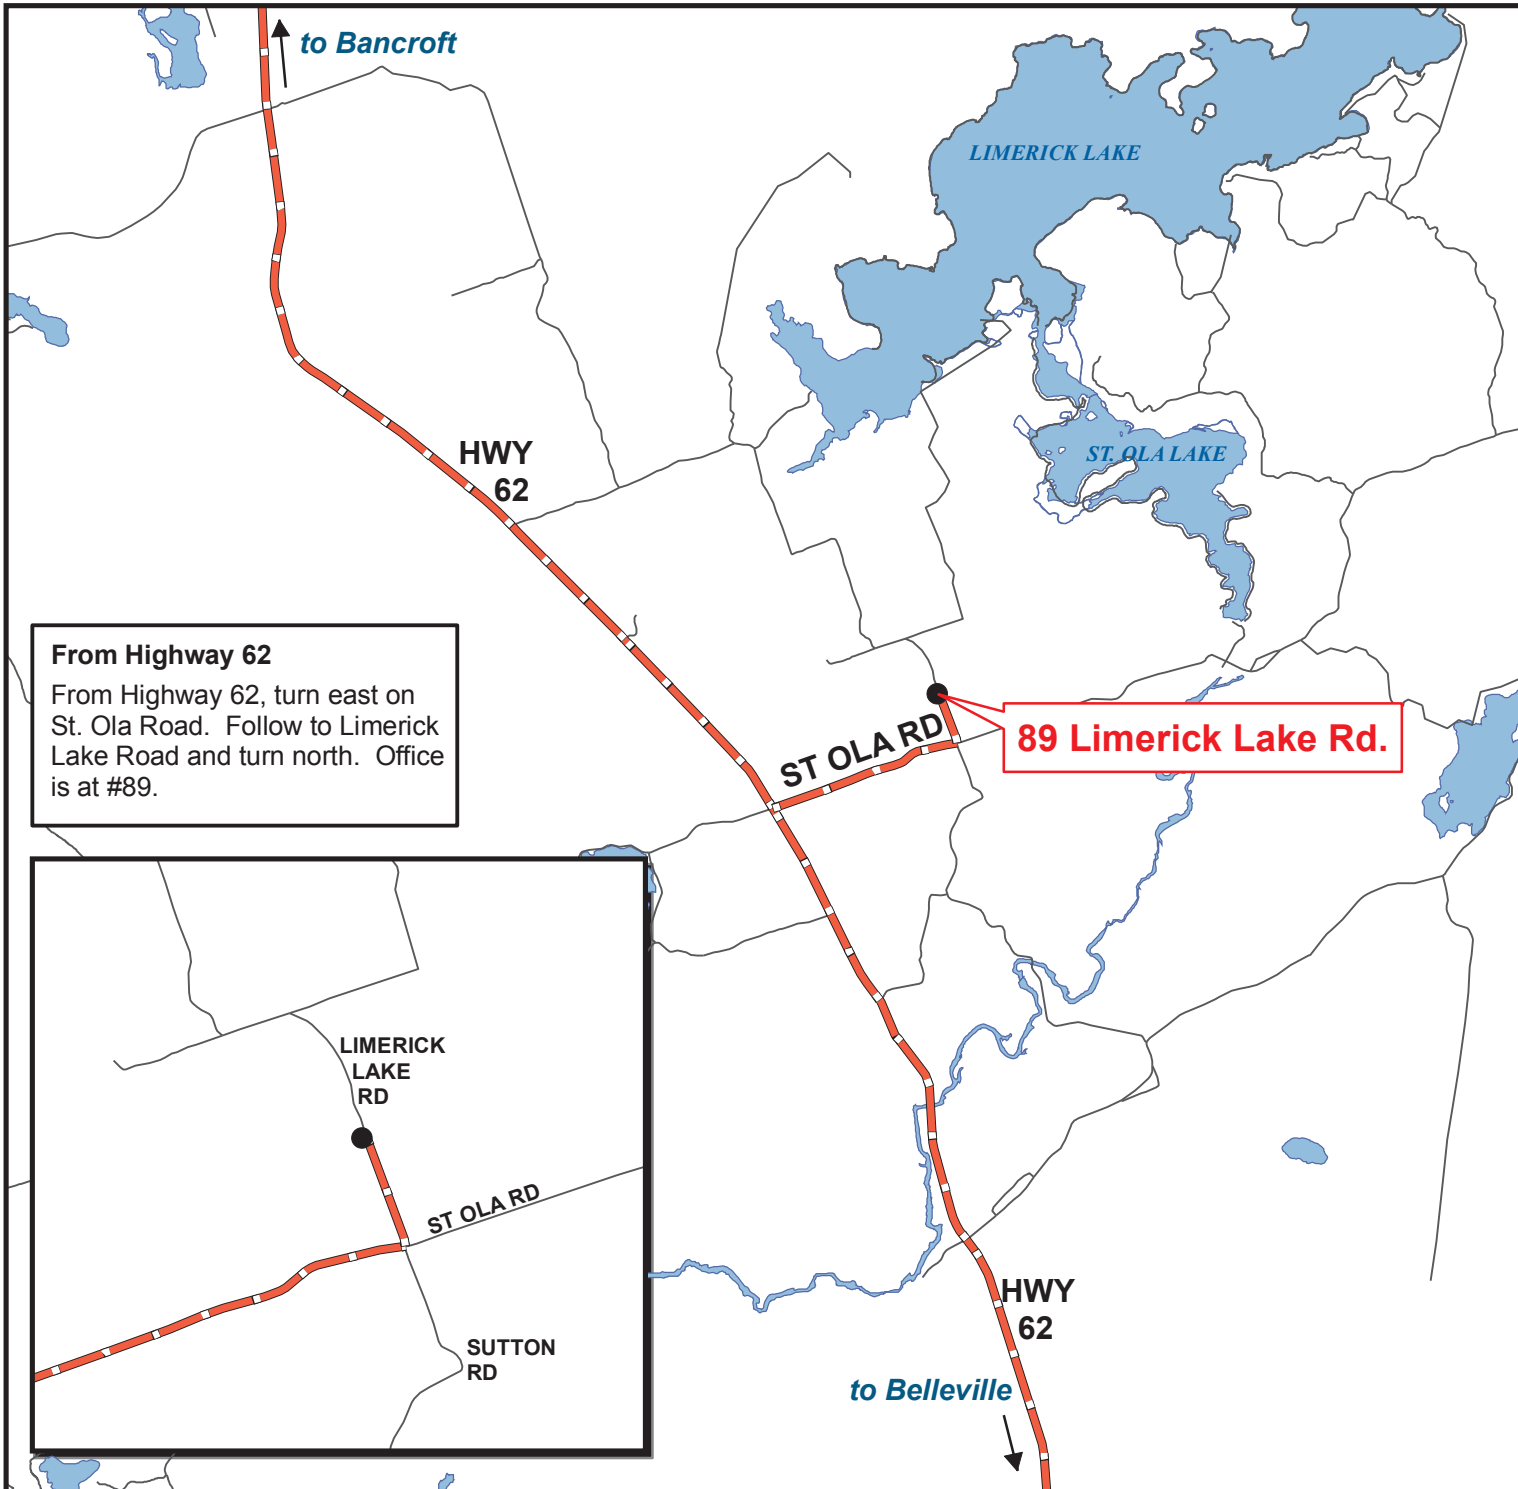 to Bancroft
LIMERICK LAKE
HWY
62
ST. OLA LAKE
From Highway 62
From Highway 62, turn east on
St. Ola Road. Follow to Limerick
Lake Road and turn north. Office
is at #89.
ST OLA RD
89 Limerick Lake Rd.
LIMERICK
LAKE
RD
ST OLA RD
SUTTON
RD
HWY
62
to Belleville